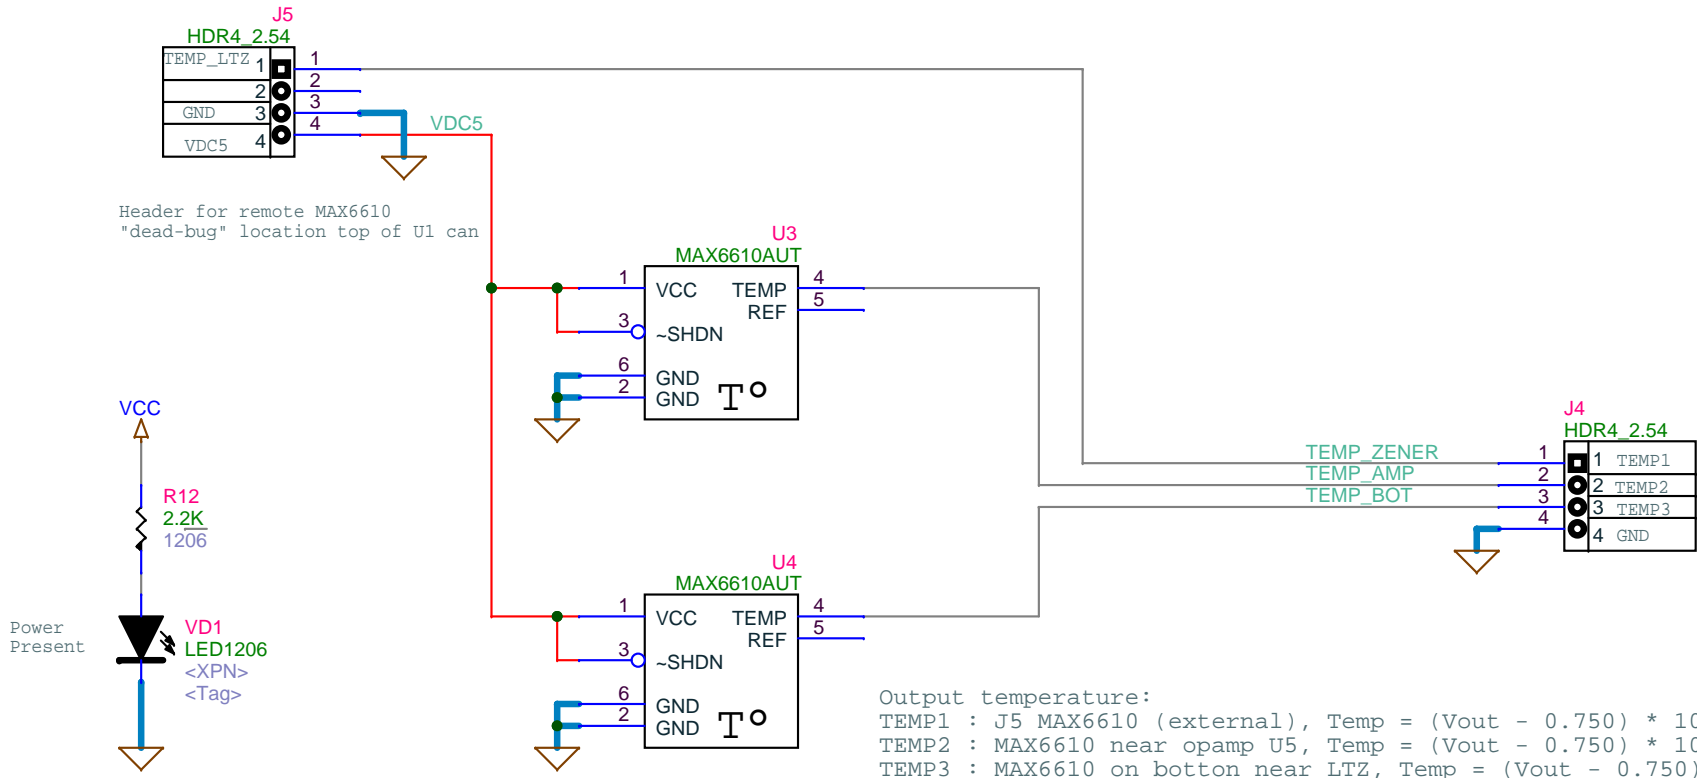 J5
HDR4_2.54
TEMP_LTZ 1 1
2 2
GND 3 3
VDC5 4 4
VDC5
Header for remote MAX6610
"dead-bug" location top of U1 can
U3
MAX6610AUT
1 VCC TEMP 4
REF 5
3 ~SHDN
6 GND
2 GND
T°
VCC
R12
2.2K
1206
Power
Present
VD1
LED1206
<XPN>
<Tag>
J4
HDR4_2.54
TEMP_ZENER 1 1 TEMP1
TEMP_AMP 2 2 TEMP2
TEMP_BOT 3 3 TEMP3
4 4 GND
U4
MAX6610AUT
1 VCC TEMP 4
REF 5
3 ~SHDN
6 GND
2 GND
T°
Output temperature:
TEMP1 : J5 MAX6610 (external), Temp = (Vout - 0.750) * 10
TEMP2 : MAX6610 near opamp U5, Temp = (Vout - 0.750) * 10
TEMP3 : MAX6610 on botton near LTZ, Temp = (Vout - 0.750)